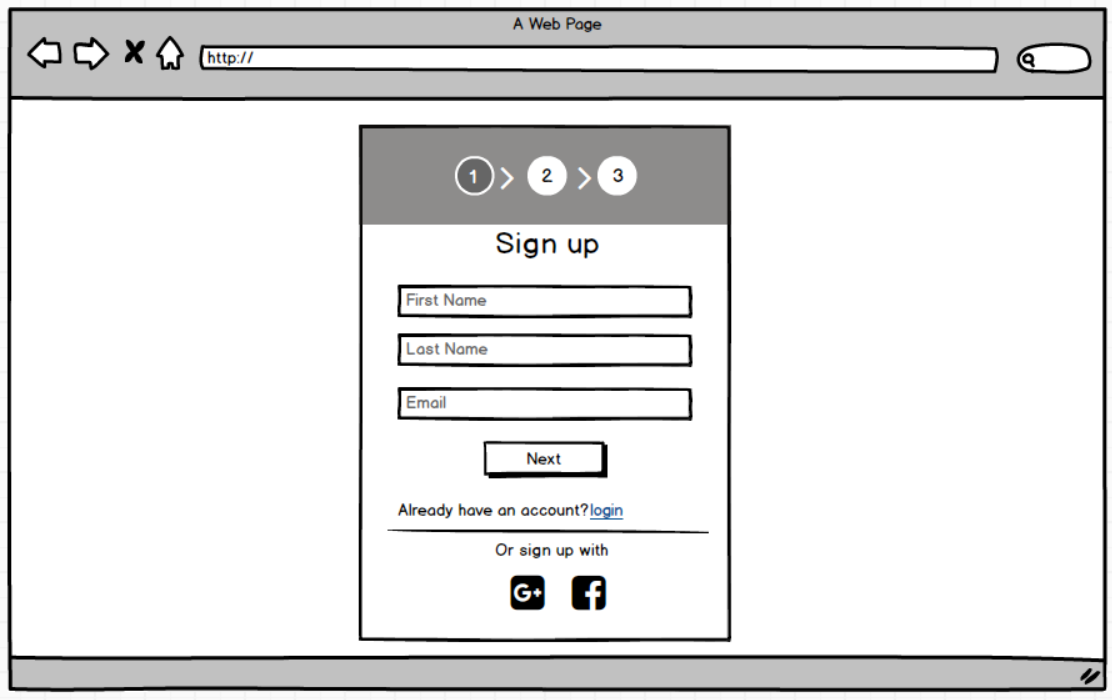 A Web Page
http://
1 > 2 > 3
Sign up
First Name
Last Name
Email
Next
Already have an account?login
Or sign up with
G+ f